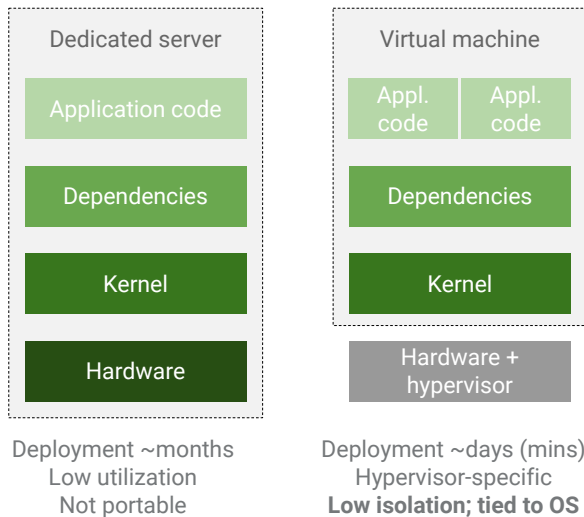 Dedicated server
Application code
Dependencies
Kernel
Hardware
Deployment ~months
Low utilization
Not portable
Virtual machine
Appl.
code
Appl.
code
Dependencies
Kernel
Hardware +
hypervisor
Deployment ~days (mins)
Hypervisor-specific
Low isolation; tied to OS